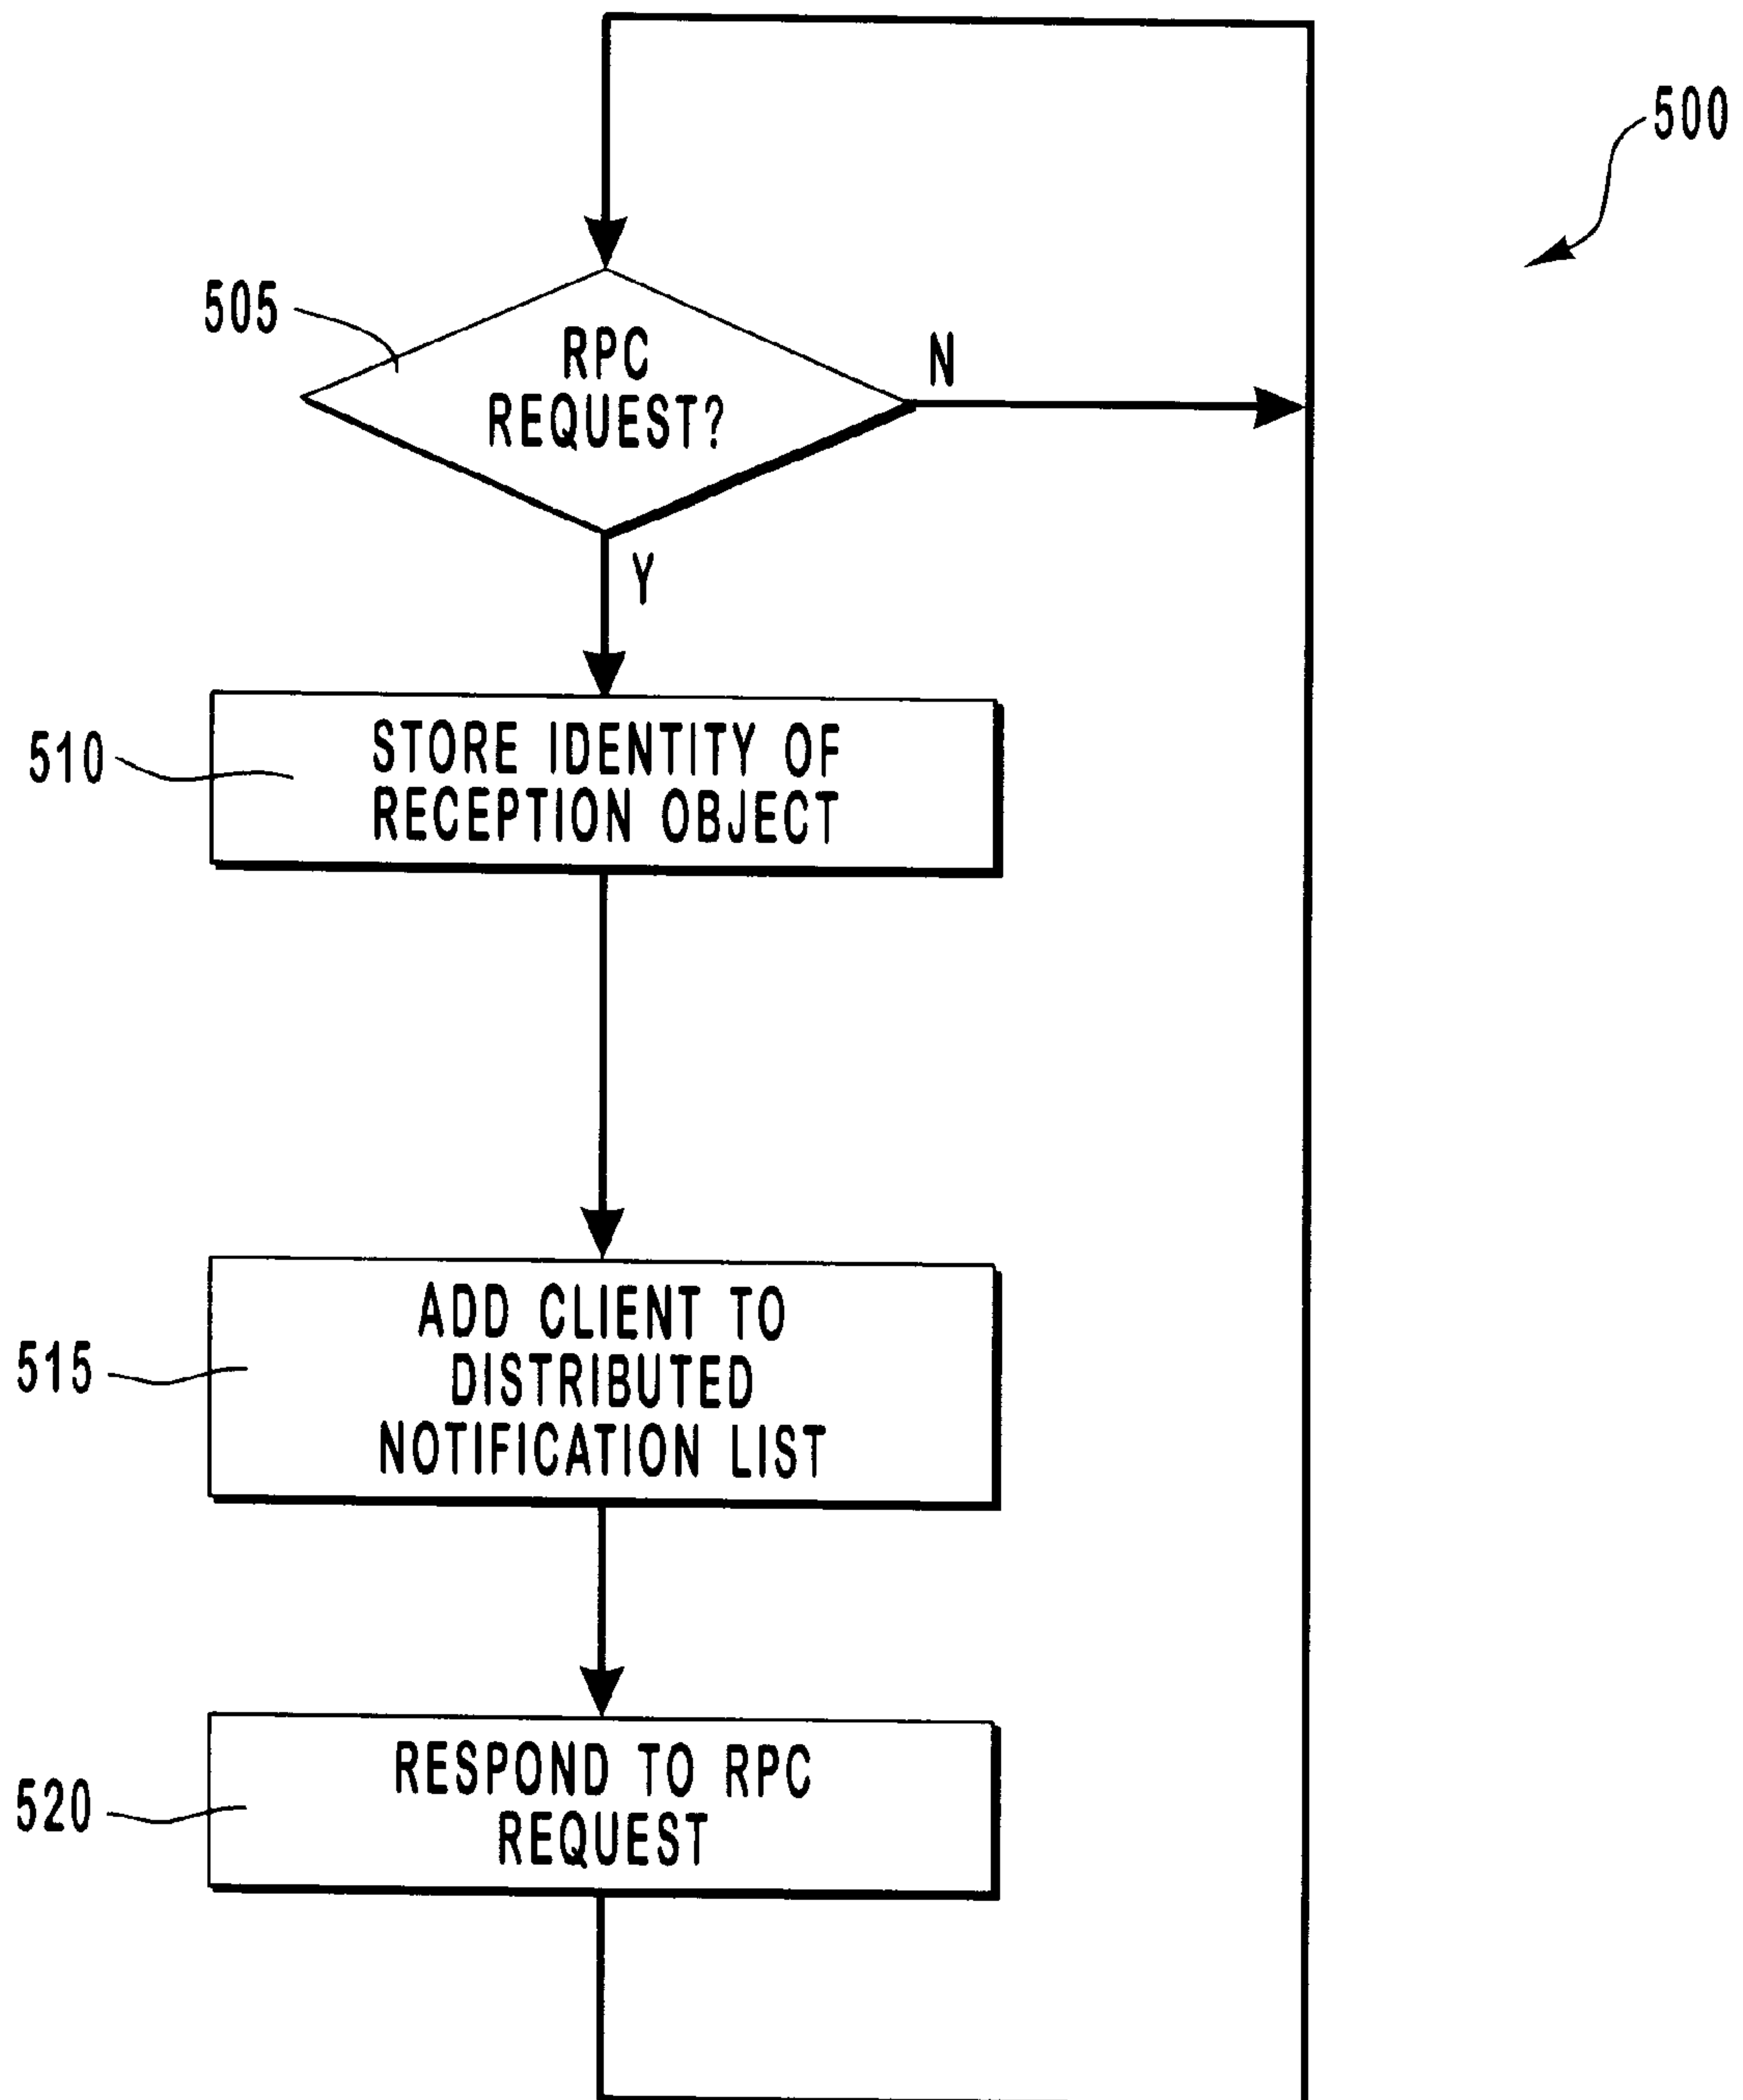 500
505
RPC
REQUEST?
N
Y
510
STORE IDENTITY OF
RECEPTION OBJECT
515
ADD CLIENT TO
DISTRIBUTED
NOTIFICATION LIST
520
RESPOND TO RPC
REQUEST